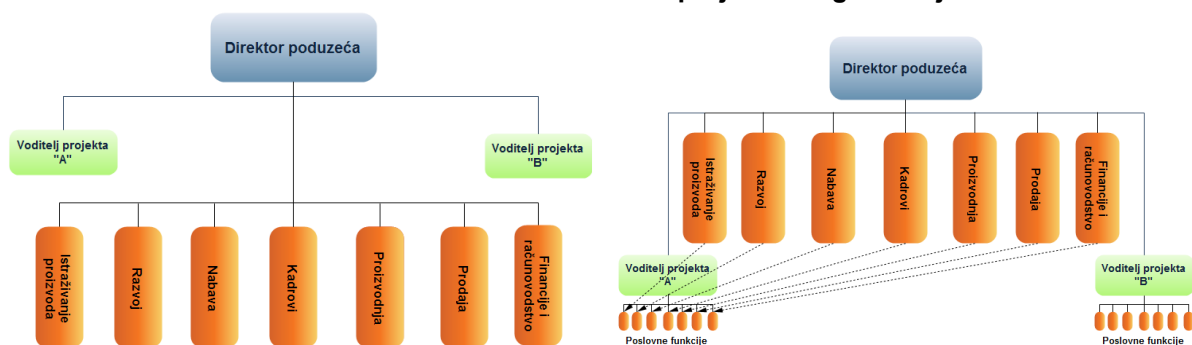 Direktor poduzeća
Voditelj projekta
"A"
Voditelj projekta
"B"
Istraživanje
proizvoda
Razvoj
Nabava
Kadrovi
Proizvodnja
Prodaja
Financije i
računovodstvo
Direktor poduzeća
Istraživanje
proizvoda
Razvoj
Nabava
Kadrovi
Proizvodnja
Prodaja
Financije i
računovodstvo
Voditelj projekta
"A"
Voditelj projekta
"B"
Poslovne funkcije
Poslovne funkcije